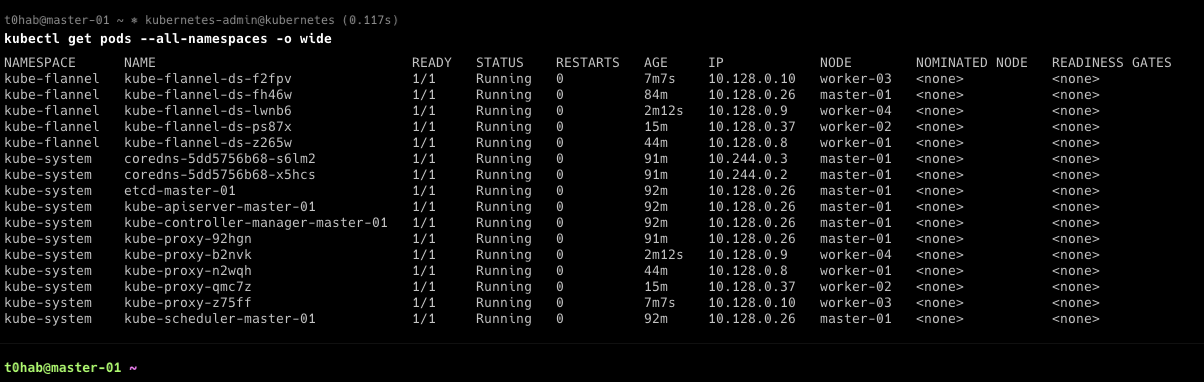 t0hab@master-01 ~ ⎈ kubernetes-admin@kubernetes (0.117s)
kubectl get pods --all-namespaces -o wide
NAMESPACE NAME READY STATUS RESTARTS AGE IP NODE NOMINATED NODE READINESS GATES
kube-flannel kube-flannel-ds-f2fpv 1/1 Running 0 7m7s 10.128.0.10 worker-03 <none> <none>
kube-flannel kube-flannel-ds-fh46w 1/1 Running 0 84m 10.128.0.26 master-01 <none> <none>
kube-flannel kube-flannel-ds-lwnb6 1/1 Running 0 2m12s 10.128.0.9 worker-04 <none> <none>
kube-flannel kube-flannel-ds-ps87x 1/1 Running 0 15m 10.128.0.37 worker-02 <none> <none>
kube-flannel kube-flannel-ds-z265w 1/1 Running 0 44m 10.128.0.8 worker-01 <none> <none>
kube-system coredns-5dd5756b68-s6lm2 1/1 Running 0 91m 10.244.0.3 master-01 <none> <none>
kube-system coredns-5dd5756b68-x5hcs 1/1 Running 0 91m 10.244.0.2 master-01 <none> <none>
kube-system etcd-master-01 1/1 Running 0 92m 10.128.0.26 master-01 <none> <none>
kube-system kube-apiserver-master-01 1/1 Running 0 92m 10.128.0.26 master-01 <none> <none>
kube-system kube-controller-manager-master-01 1/1 Running 0 92m 10.128.0.26 master-01 <none> <none>
kube-system kube-proxy-92hgn 1/1 Running 0 91m 10.128.0.26 master-01 <none> <none>
kube-system kube-proxy-b2nvk 1/1 Running 0 2m12s 10.128.0.9 worker-04 <none> <none>
kube-system kube-proxy-n2wqh 1/1 Running 0 44m 10.128.0.8 worker-01 <none> <none>
kube-system kube-proxy-qmc7z 1/1 Running 0 15m 10.128.0.37 worker-02 <none> <none>
kube-system kube-proxy-z75ff 1/1 Running 0 7m7s 10.128.0.10 worker-03 <none> <none>
kube-system kube-scheduler-master-01 1/1 Running 0 92m 10.128.0.26 master-01 <none> <none>
t0hab@master-01 ~